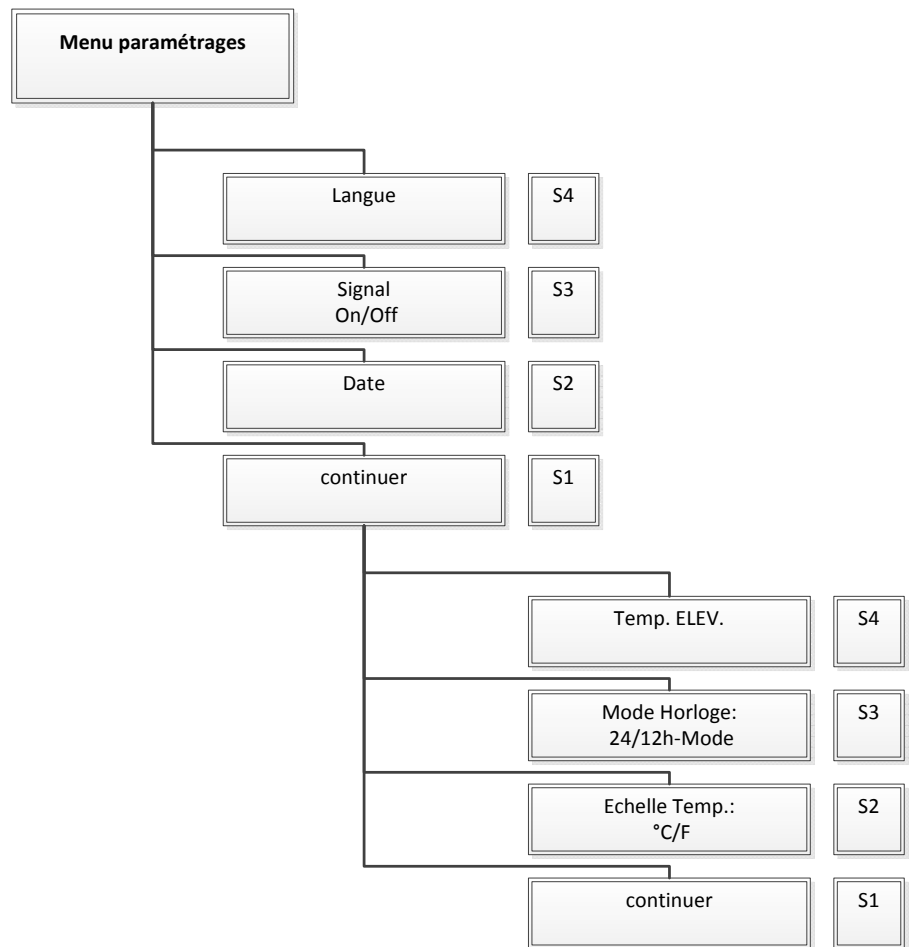 Menu paramétrages
Langue
S4
Signal
On/Off
S3
Date
S2
continuer
S1
Temp. ELEV.
S4
Mode Horloge:
24/12h-Mode
S3
Echelle Temp.:
°C/F
S2
continuer
S1